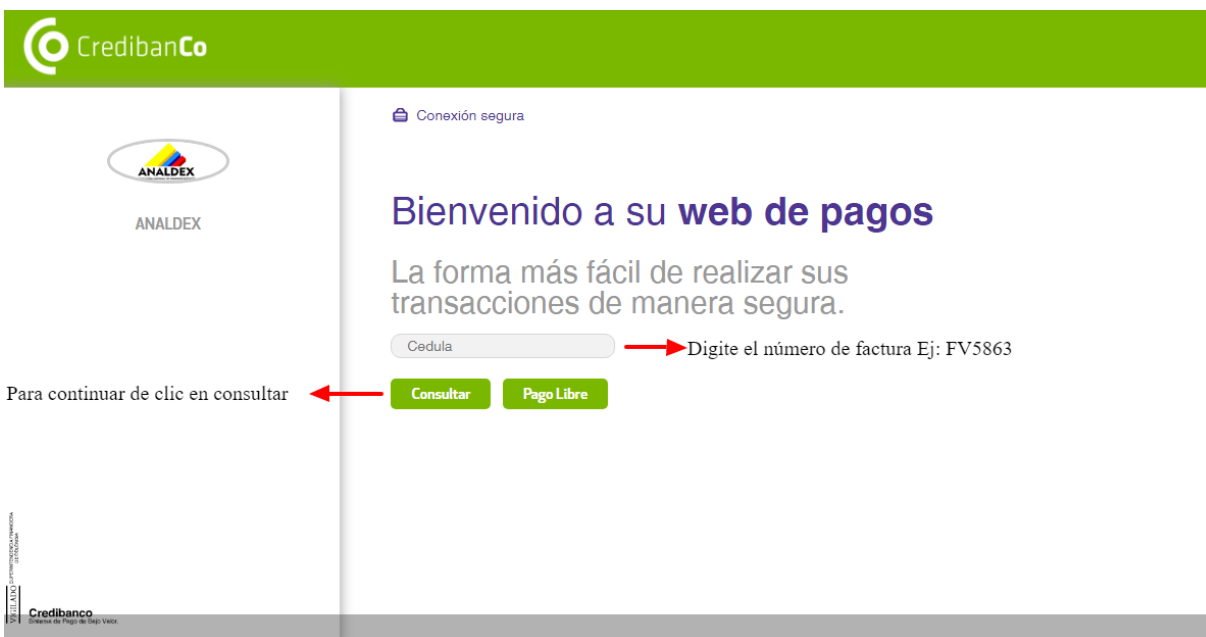 CredibanCo
ANALDEX
ANALDEX
Conexión segura
Bienvenido a su web de pagos
La forma más fácil de realizar sus
transacciones de manera segura.
Cedula
Digite el número de factura Ej: FV5863
Para continuar de clic en consultar
Consultar
Pago Libre
VIGILADO
Credibanco